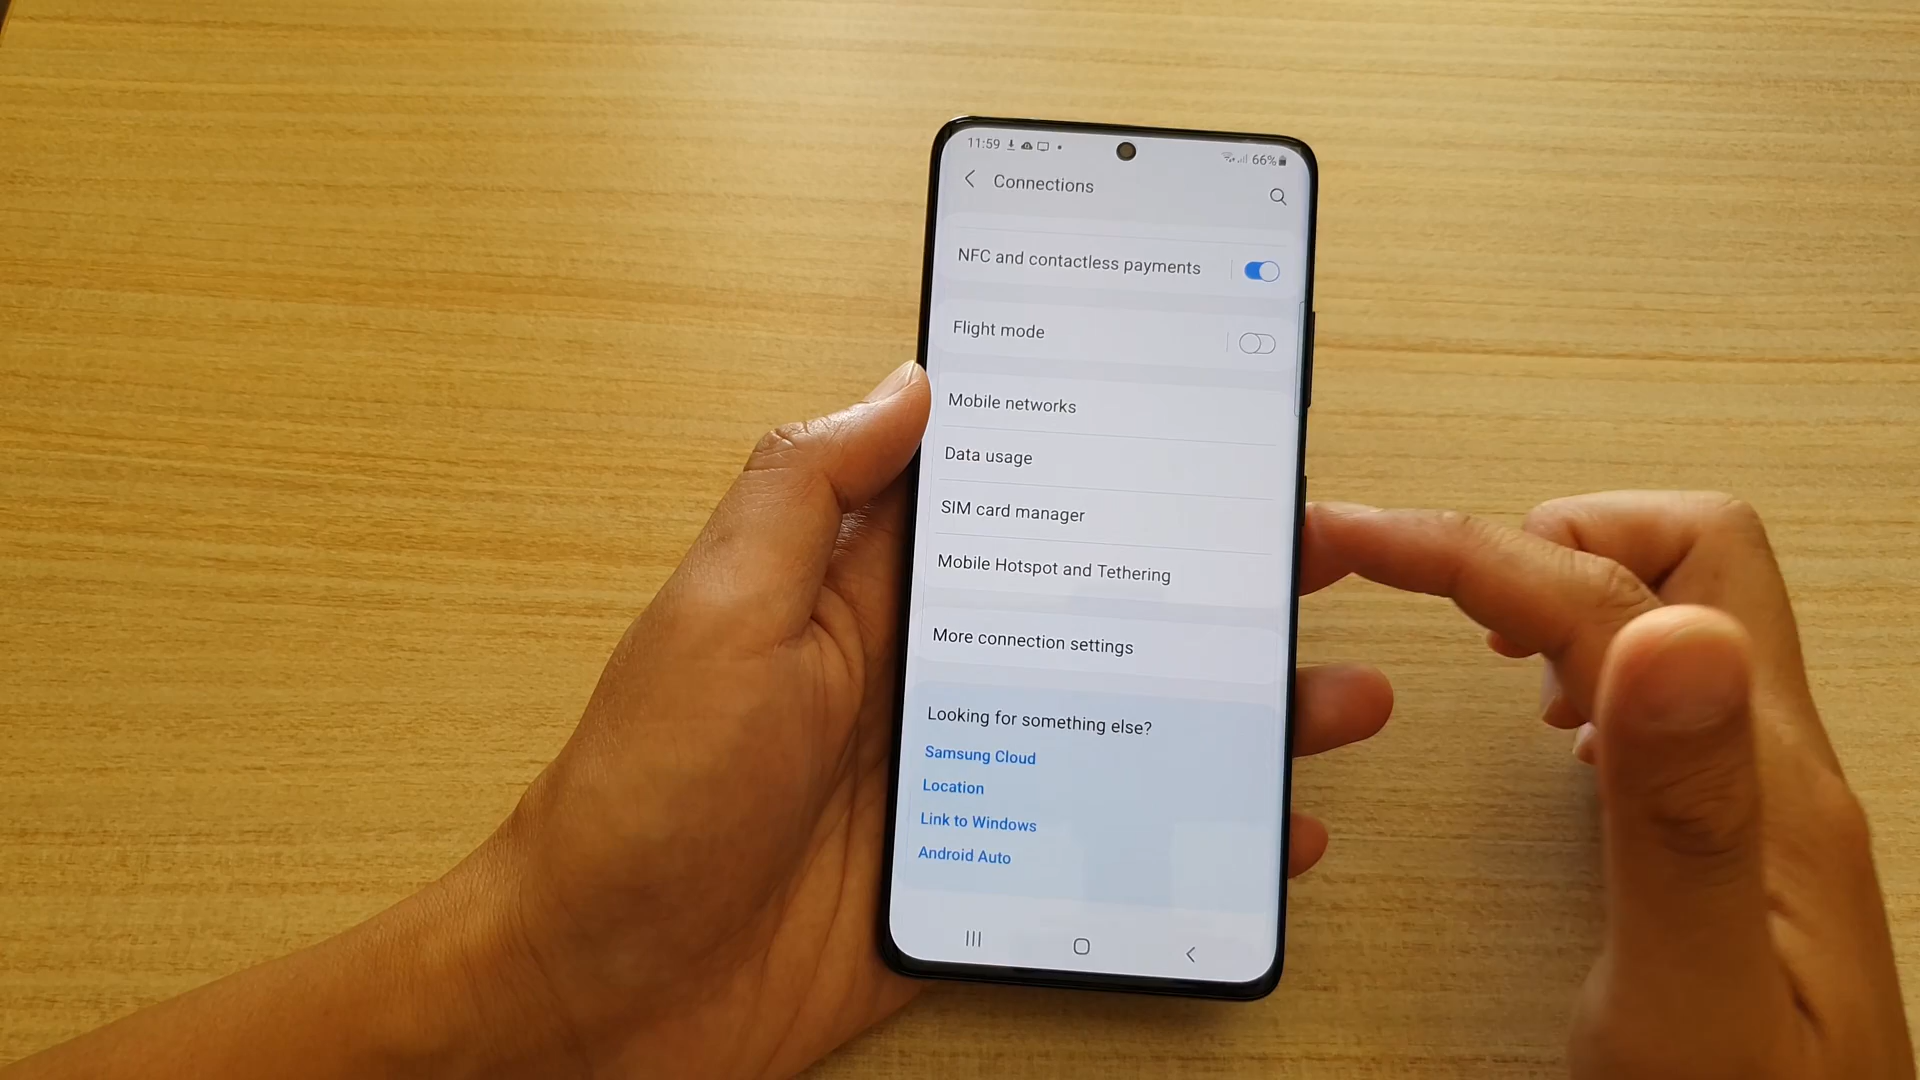 11:59
66%
Connections
NFC and contactless payments
Flight mode
Mobile networks
Data usage
SIM card manager
Mobile Hotspot and Tethering
More connection settings
Looking for something else?
Samsung Cloud
Location
Link to Windows
Android Auto